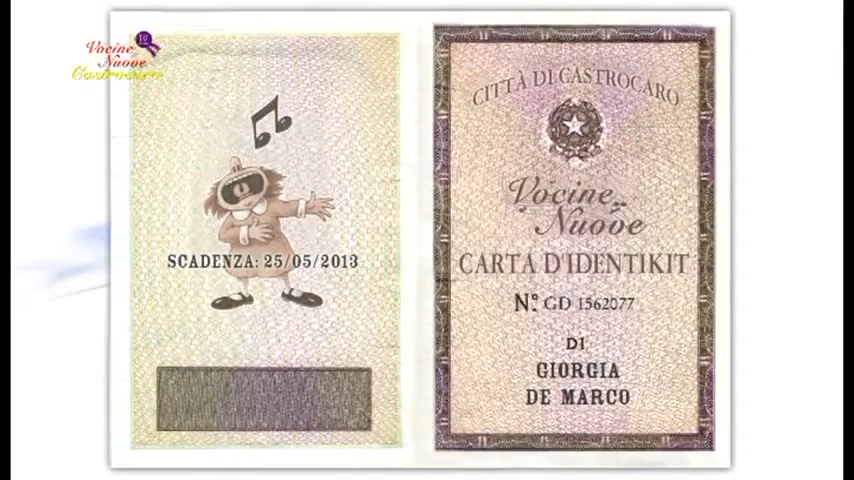 Vocine
Nuove
Castrocaro
SCADENZA: 25/05/2013
CITTÀ DI CASTROCARO
Vocine
Nuove
CARTA D'IDENTIKIT
N° GD 1562077
DI
GIORGIA
DE MARCO